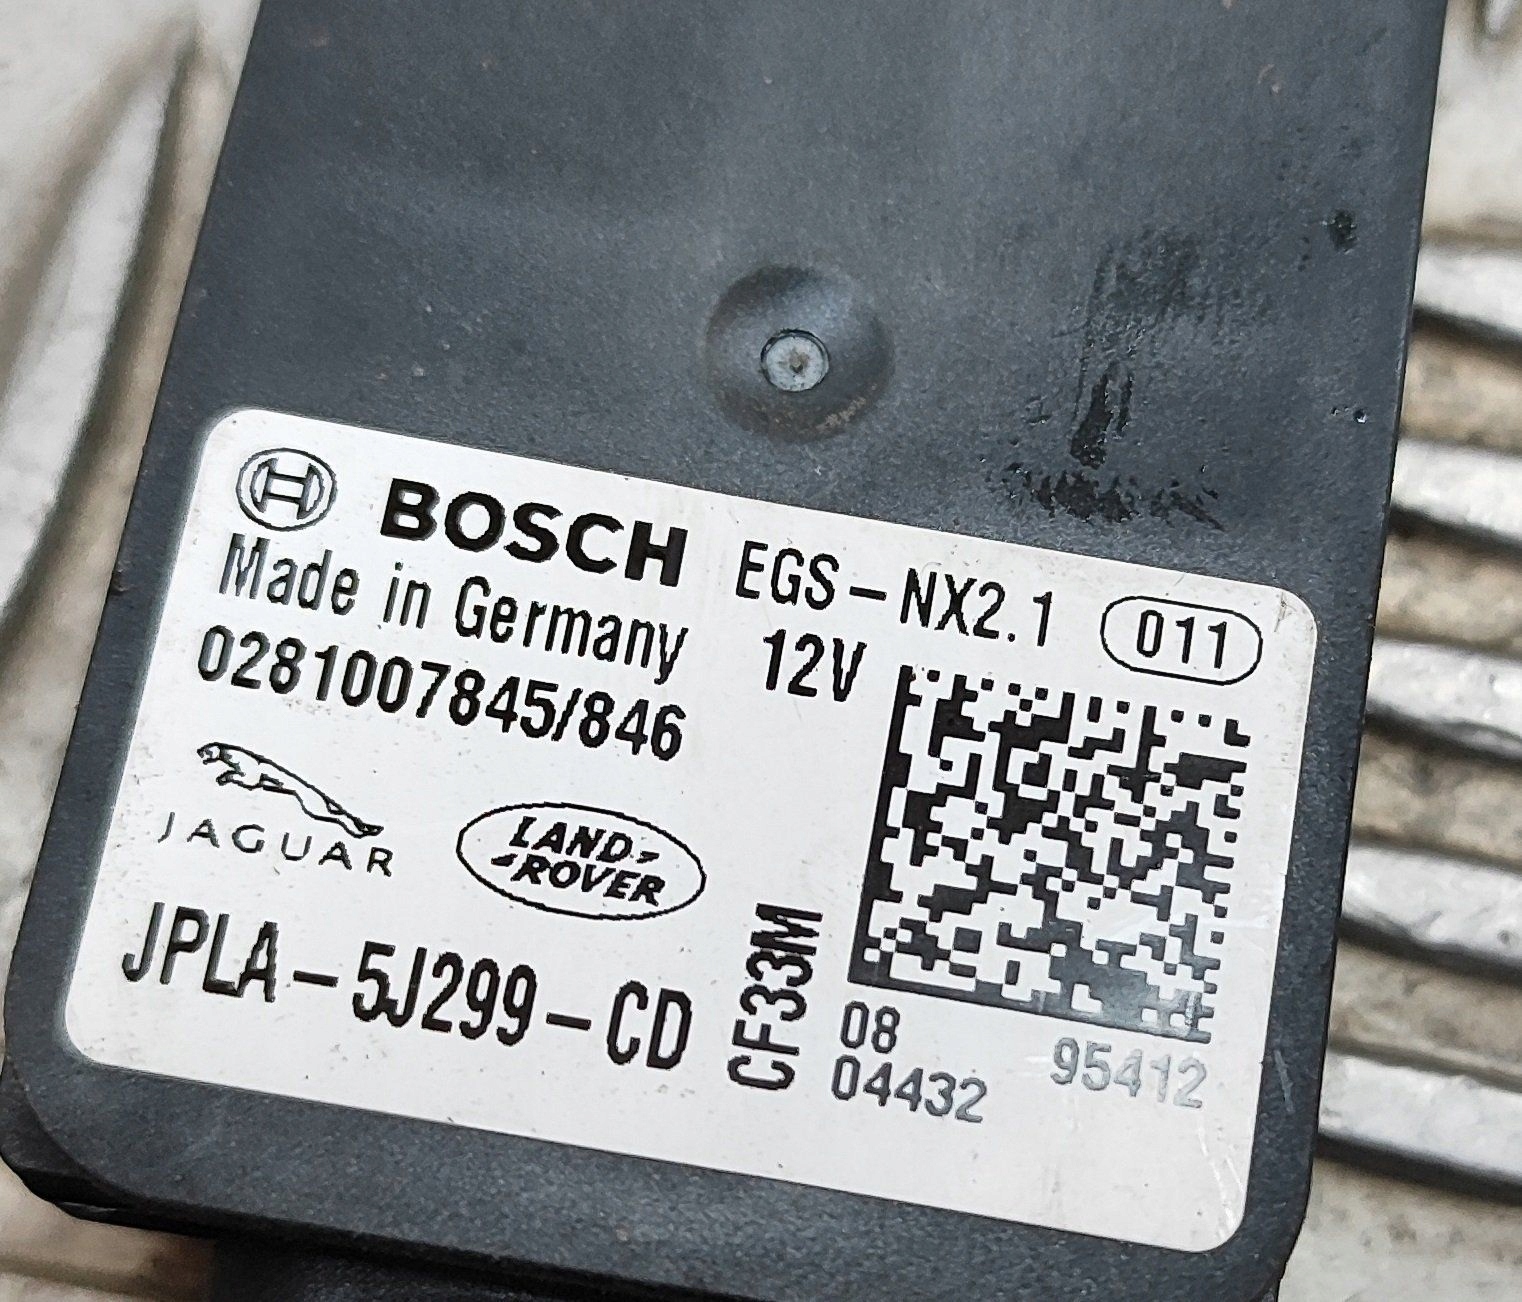 BOSCH EGS-NX2.1 011
Made in Germany 12V
0281007845/846
JAGUAR LAND-
-ROVER
JPLA-5J299-CD
CF33M
08 95412
04432